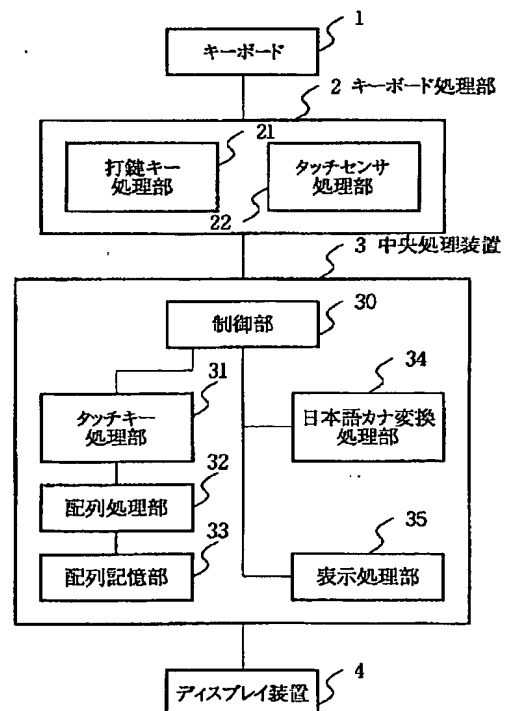 1
キーボード
2 キーボード処理部
21
打鍵キー
処理部
タッチセンサ
処理部
22
3 中央処理装置
30
制御部
31
34
タッチキー
処理部
日本語カナ変換
処理部
32
配列処理部
33
35
配列記憶部
表示処理部
4
ディスプレイ装置